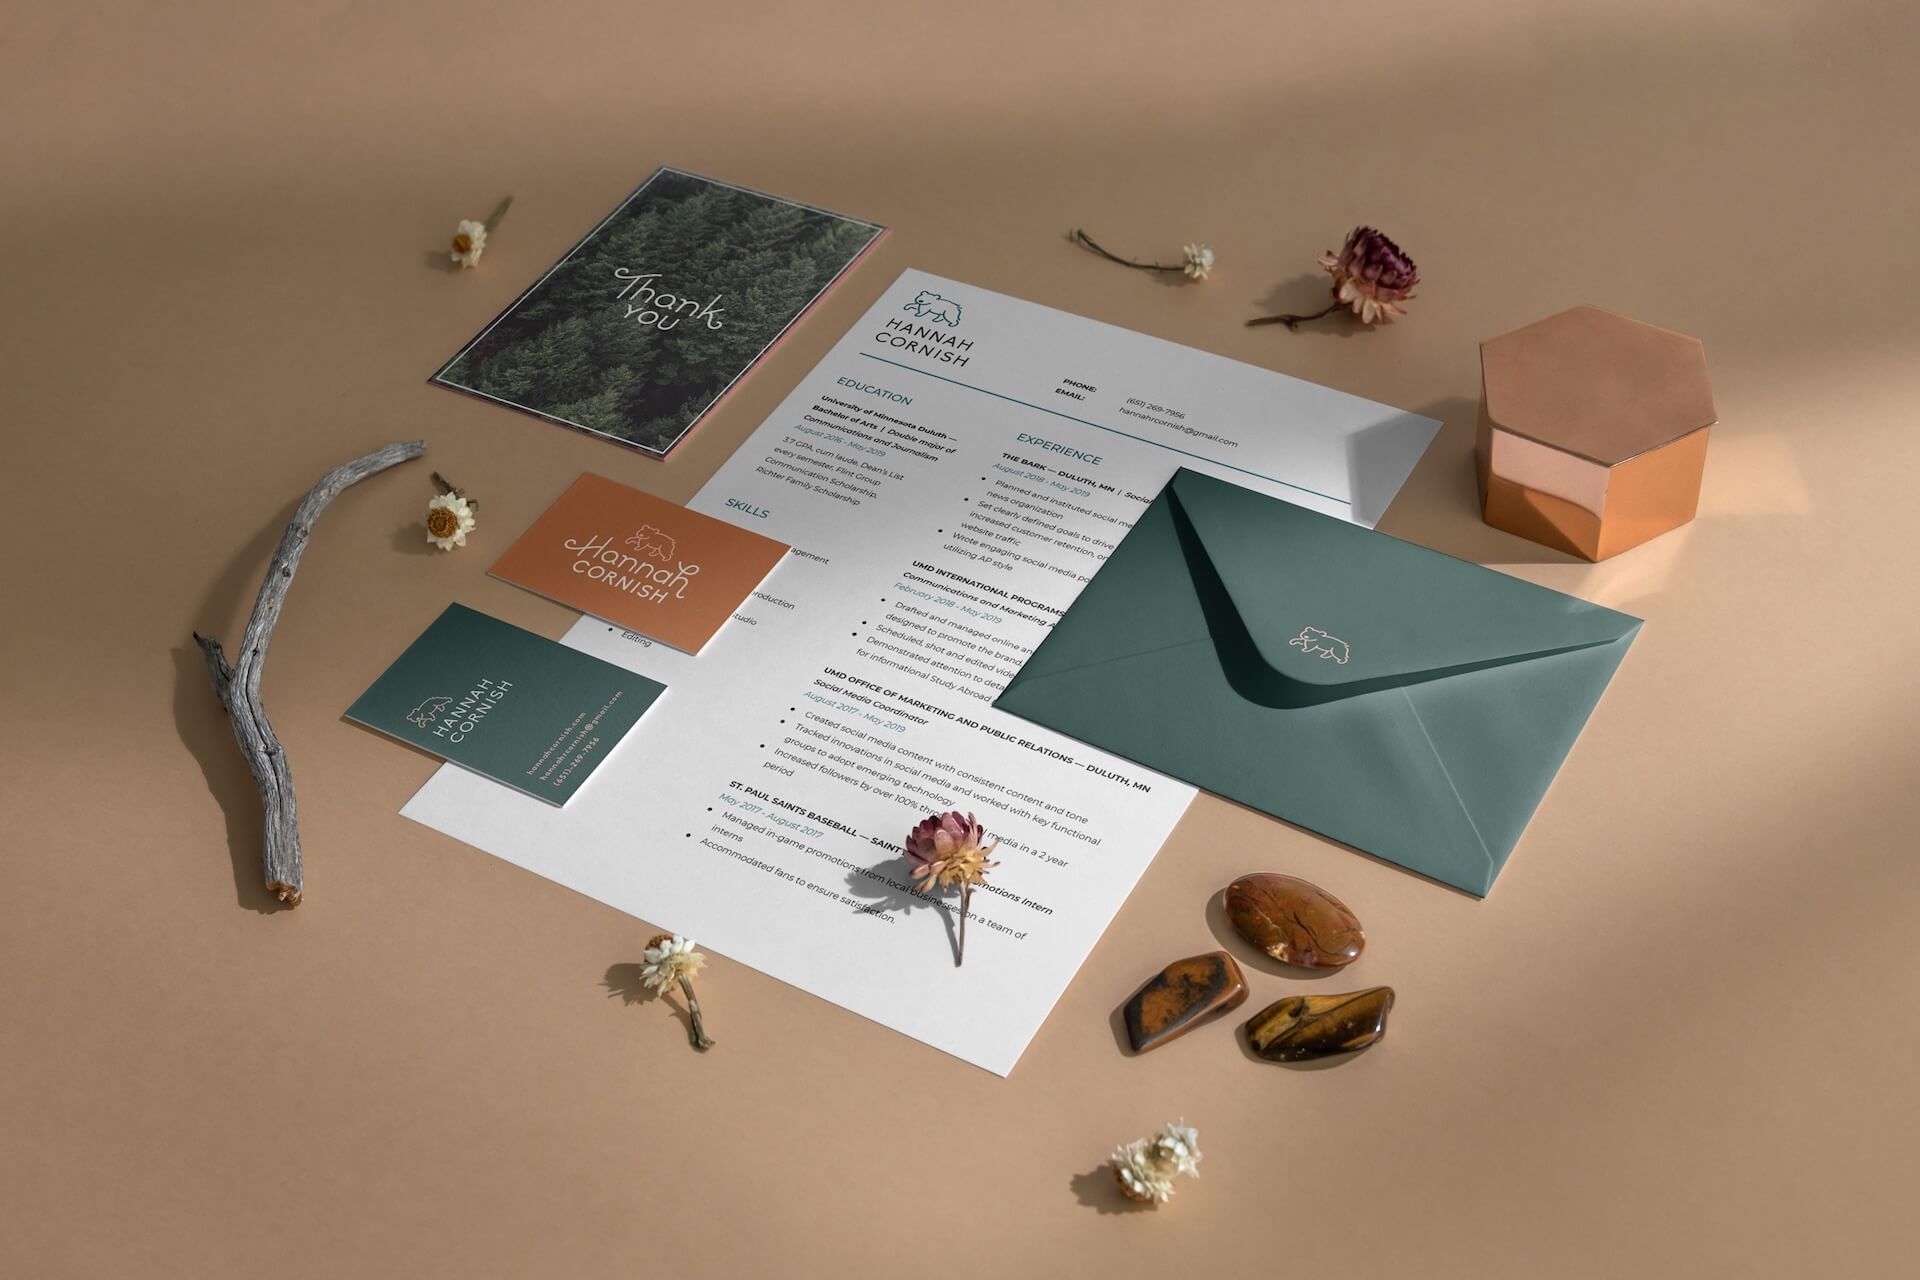 Thank
YOU
HANNAH
CORNISH
PHONE: (651) 269-7956
EMAIL: hannahrcornish@gmail.com
EDUCATION
University of Minnesota Duluth —
Bachelor of Arts | Double major of
Communications and Journalism
August 2016 - May 2019
3.7 GPA, cum laude, Dean's List
every semester, Flint Group
Communication Scholarship,
Richter Family Scholarship
SKILLS
Editing
EXPERIENCE
THE BARK — DULUTH, MN | Social
August 2018 - May 2019
• Planned and instituted social
news organization
• Set clearly defined goals to drive
increased customer retention,
website traffic
• Wrote engaging social media
utilizing AP style
UMD INTERNATIONAL PROGRAMS
Communications and Marketing
February 2018 - May 2019
• Drafted and managed online
designed to promote the brand.
• Scheduled, shot and edited
• Demonstrated attention to
for informational Study Abroad
UMD OFFICE OF MARKETING AND PUBLIC RELATIONS — DULUTH, MN
Social Media Coordinator
August 2017 - May 2019
• Created social media content with consistent content and tone
• Tracked innovations in social media and worked with key functional
groups to adopt emerging technology
• Increased followers by over 100% media in a 2 year
period
ST. PAUL SAINTS BASEBALL — SAINT Intern
May 2017 - August 2017
• Managed in-game promotions from local businesses on a team of
interns
• Accommodated fans to ensure satisfaction.
Hannah
CORNISH
HANNAH
CORNISH
hannahcornish.com
hannahrcornish@gmail.com
(651)-269-7956